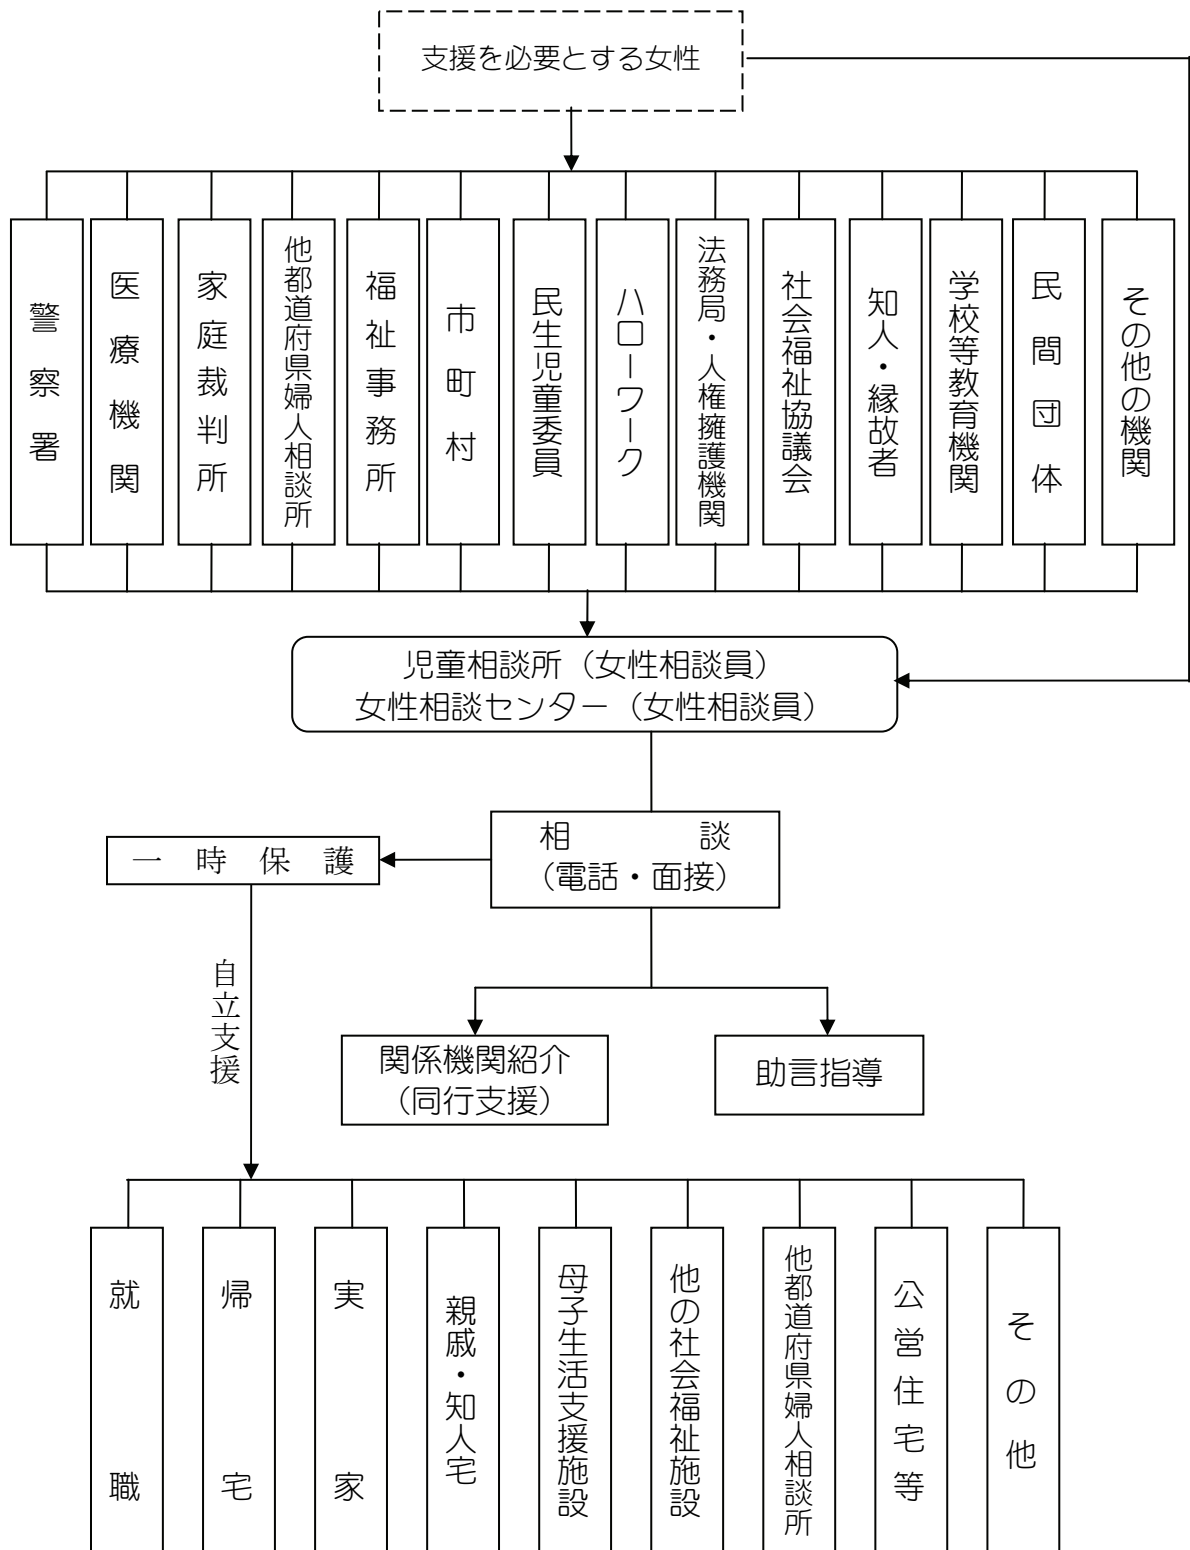 支援を必要とする女性
警察署
医療機関
家庭裁判所
他都道府県婦人相談所
福祉事務所
市町村
民生児童委員
ハローワーク
法務局・人権擁護機関
社会福祉協議会
知人・縁故者
学校等教育機関
民間団体
その他の機関
児童相談所（女性相談員）
女性相談センター（女性相談員）
相談
（電話・面接）
一時保護
自立支援
関係機関紹介
（同行支援）
助言指導
就職
帰宅
実家
親戚・知人宅
母子生活支援施設
他の社会福祉施設
他都道府県婦人相談所
公営住宅等
その他